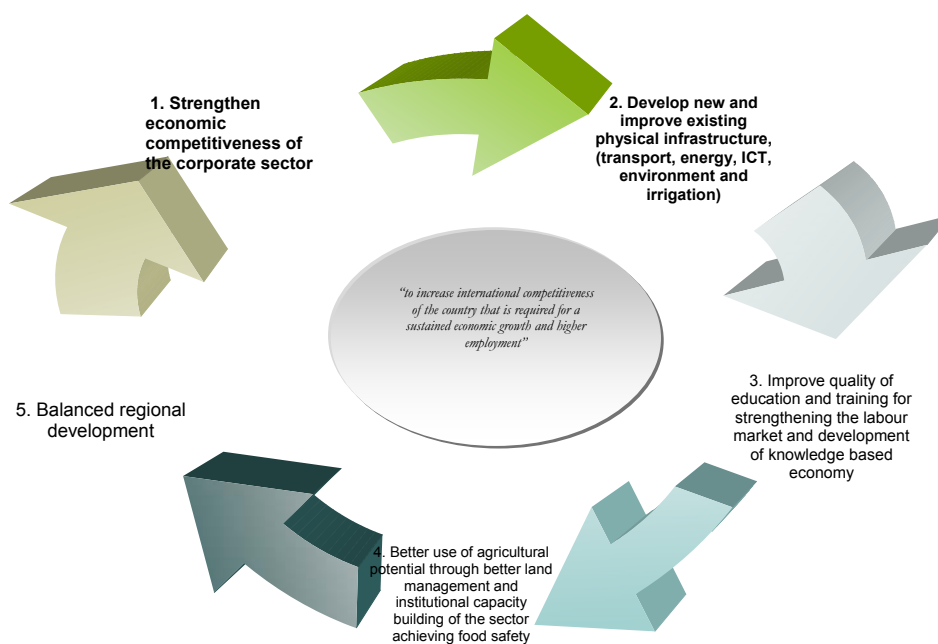 1. Strengthen
economic
competitiveness of
the corporate sector
2. Develop new and
improve existing
physical infrastructure,
(transport, energy, ICT,
environment and
irrigation)
“to increase international competitiveness
of the country that is required for a
sustained economic growth and higher
employment”
3. Improve quality of
education and training for
strengthening the labour
market and development
of knowledge based
economy
4. Better use of agricultural
potential through better land
management and
institutional capacity
building of the sector
achieving food safety
5. Balanced regional
development